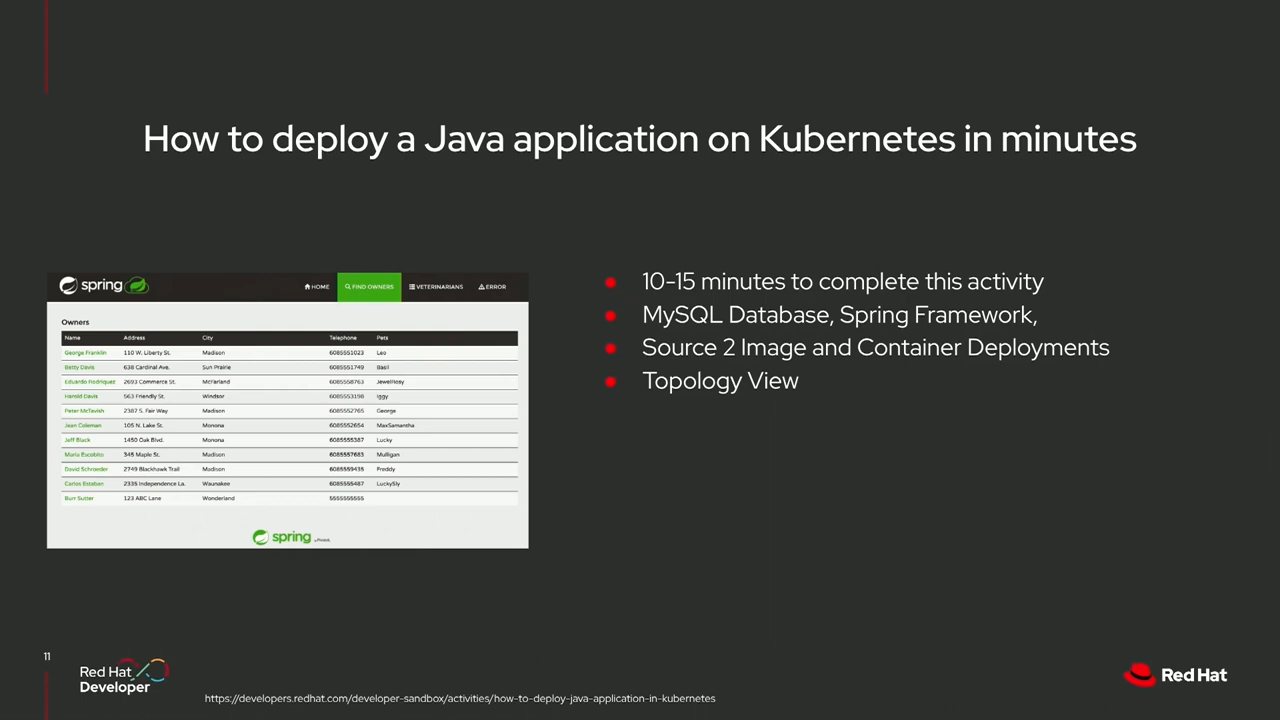 How to deploy a Java application on Kubernetes in minutes
spring
HOME FIND OWNERS VETERINARIANS ERROR
Owners
Name Address City Telephone Pets
George Franklin 110 W. Liberty St. Madison 6085551023 Leo
Betty Davis 638 Cardinal Ave. Sun Prairie 6085551749 Basil
Eduardo Rodriquez 2693 Commerce St. McFarland 6085558763 JewelRosy
Harold Davis 563 Friendly St. Windsor 6085553198 Iggy
Peter McTavish 2387 S. Fair Way Madison 6085552765 George
Jean Coleman 105 N. Lake St. Monona 6085552654 MaxSamantha
Jeff Black 1450 Oak Blvd. Monona 6085555387 Lucky
Maria Escobito 345 Maple St. Madison 6085557683 Mulligan
David Schroeder 2749 Blackhawk Trail Madison 6085559435 Freddy
Carlos Estaban 2335 Independence La. Waunakee 6085555487 LuckySly
Burr Sutter 123 ABC Lane Wonderland 5555555555
spring
10-15 minutes to complete this activity
MySQL Database, Spring Framework,
Source 2 Image and Container Deployments
Topology View
11
Red Hat
Developer
https://developers.redhat.com/developer-sandbox/activities/how-to-deploy-java-application-in-kubernetes
Red Hat